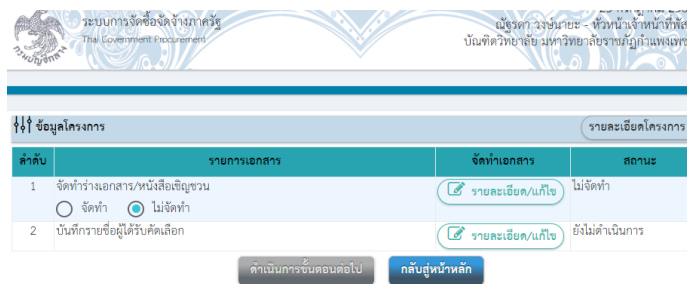 ระบบการจัดซื้อจัดจ้างภาครัฐ
Thai Government Procurement
กรมบัญชีกลาง
ณัฐรดา วงษ์นายะ - หัวหน้าเจ้าหน้าที่พัส
บัณฑิตวิทยาลัย มหาวิทยาลัยราชภัฏกำแพงเพช
ข้อมูลโครงการ
รายละเอียดโครงการ
ลำดับ รายการเอกสาร จัดทำเอกสาร สถานะ
1 จัดทำร่างเอกสาร/หนังสือเชิญชวน รายละเอียด/แก้ไข ไม่จัดทำ
จัดทำ ไม่จัดทำ
2 บันทึกรายชื่อผู้ได้รับคัดเลือก รายละเอียด/แก้ไข ยังไม่ดำเนินการ
ดำเนินการขั้นตอนต่อไป กลับสู่หน้าหลัก